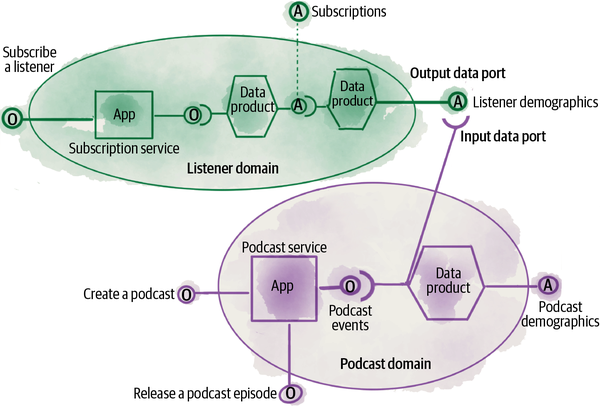 A Subscriptions
Subscribe
a listener
Output data port
O
App
O
Data
product
A
Data
product
A
Listener demographics
Subscription service
Input data port
Listener domain
Podcast service
Create a podcast
O
App
O
Data
product
A
Podcast
events
Podcast
demographics
Podcast domain
Release a podcast episode
O